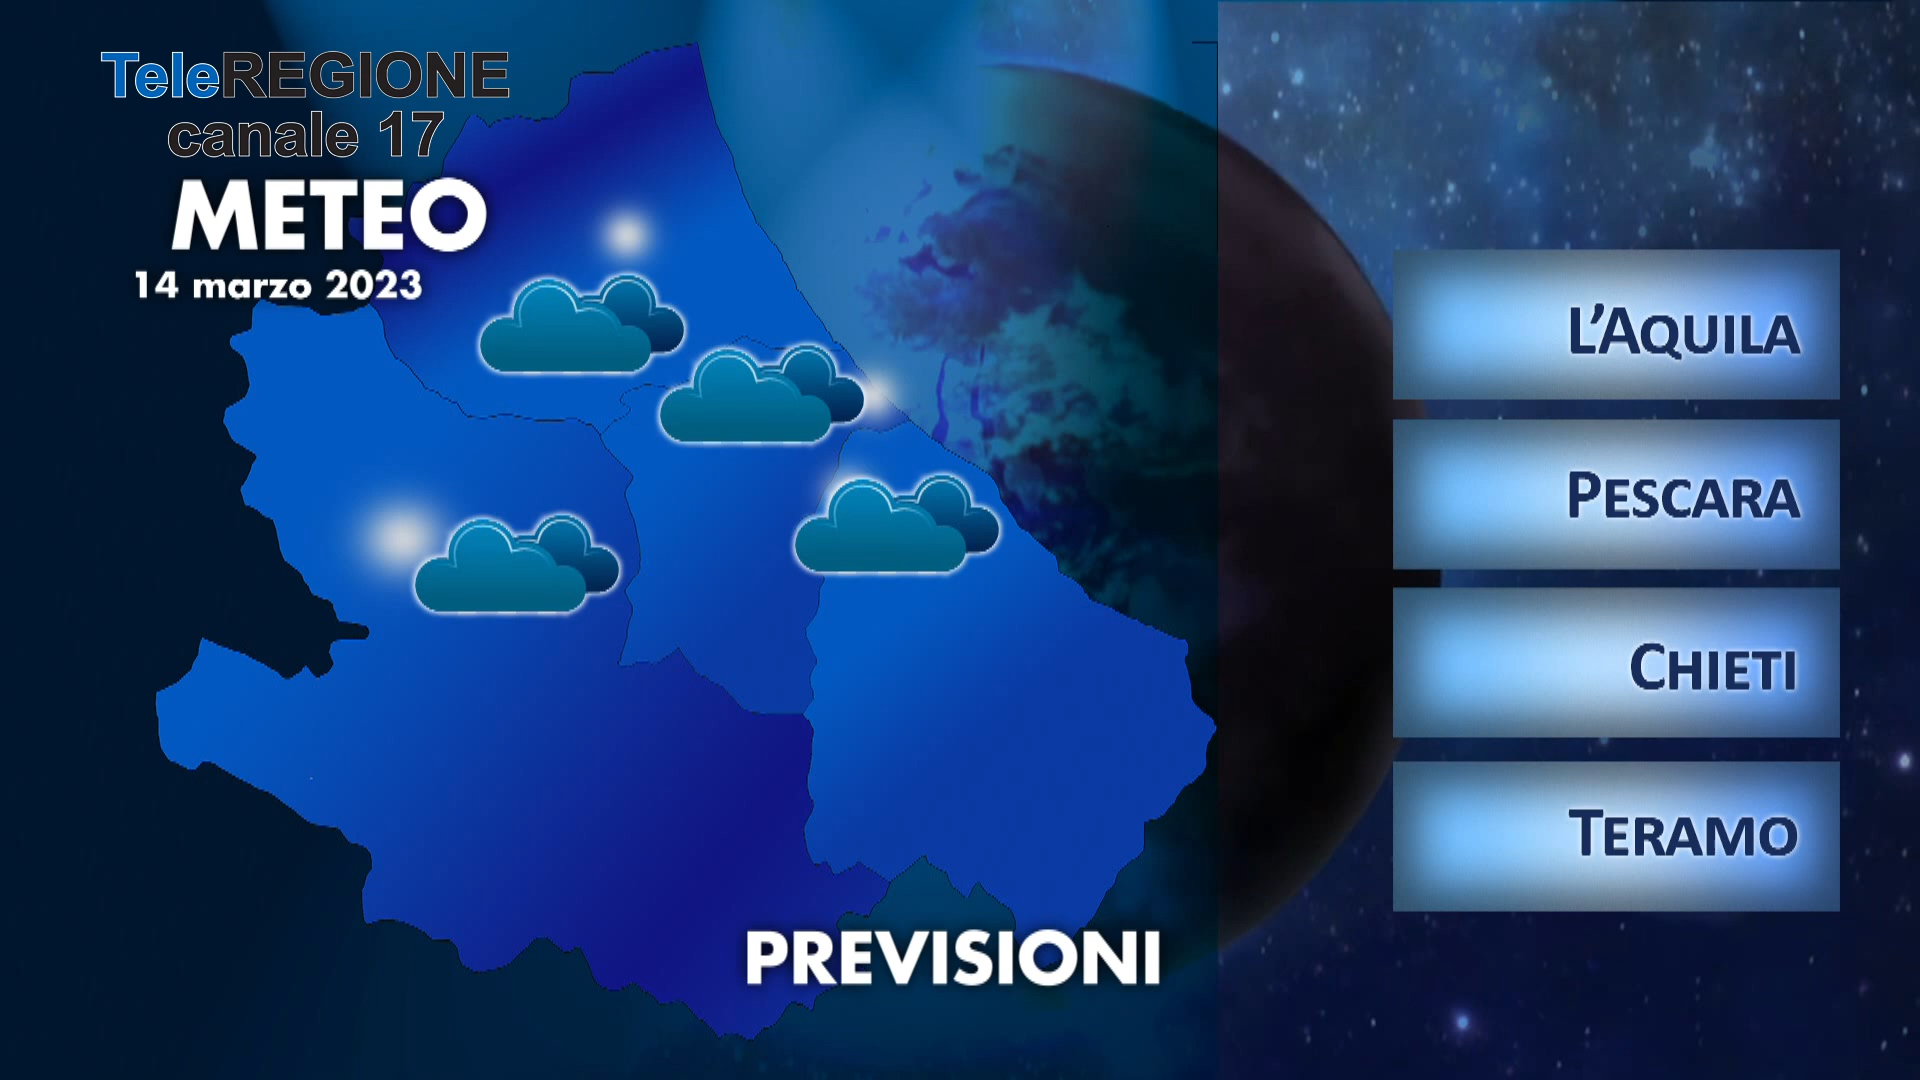 TeleREGIONE
canale 17
METEO
14 marzo 2023
L'AQUILA
PESCARA
CHIETI
TERAMO
PREVISIONI